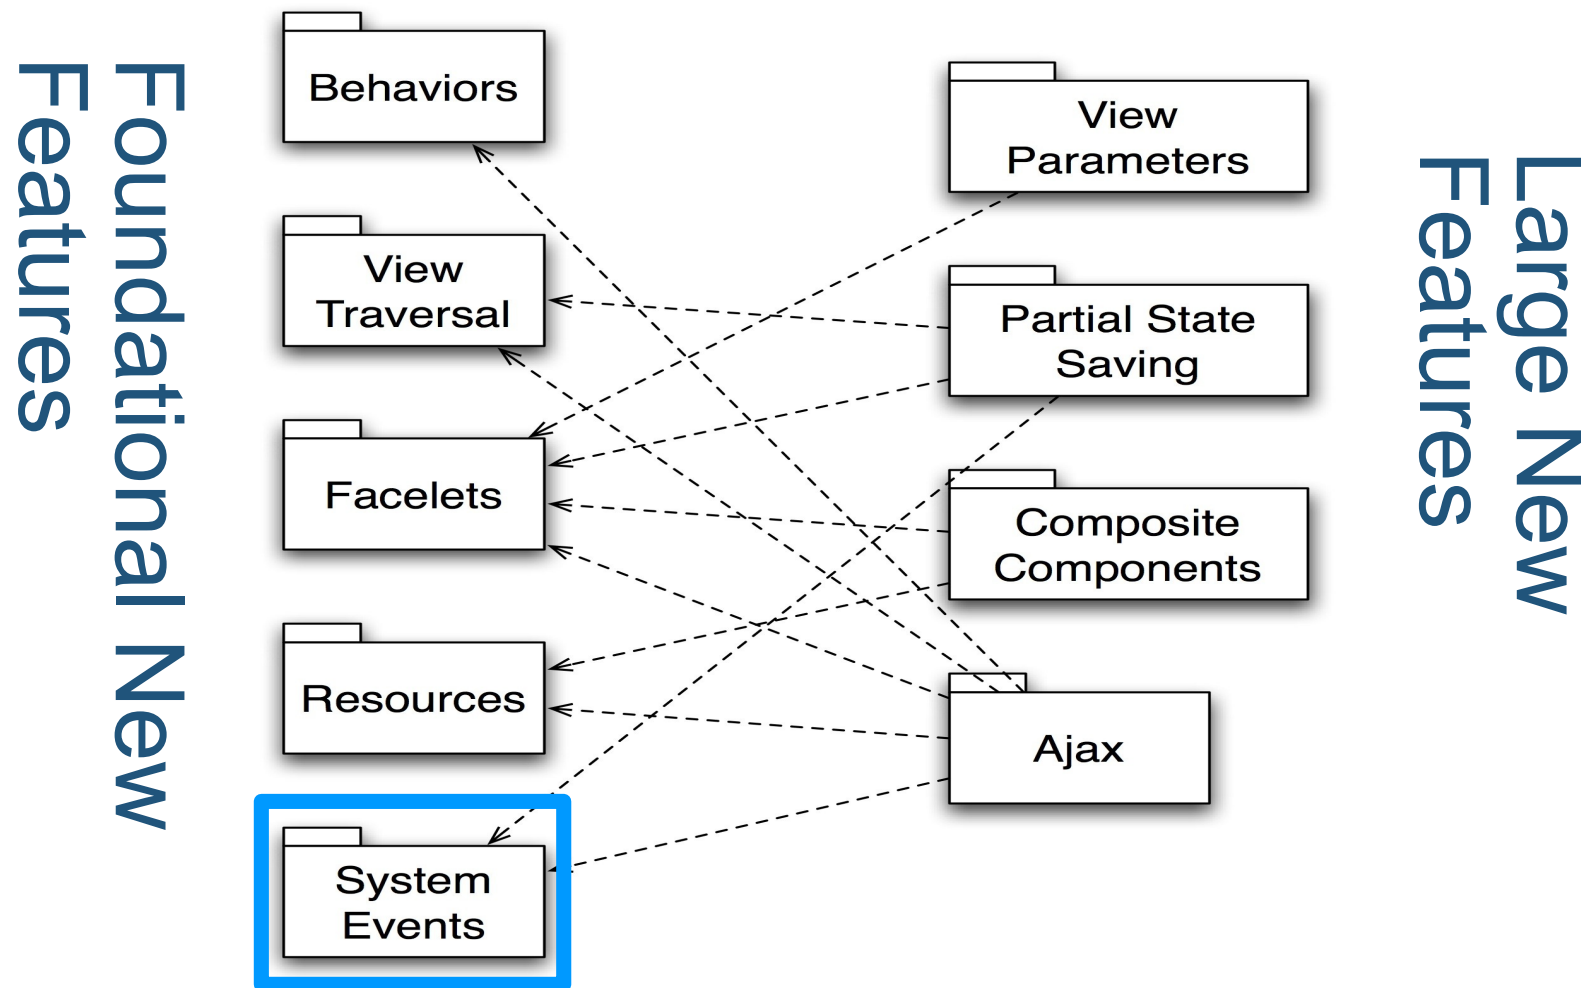 Foundational New
Features
Behaviors
View
Traversal
Facelets
Resources
System
Events
View
Parameters
Partial State
Saving
Composite
Components
Ajax
Large New
Features